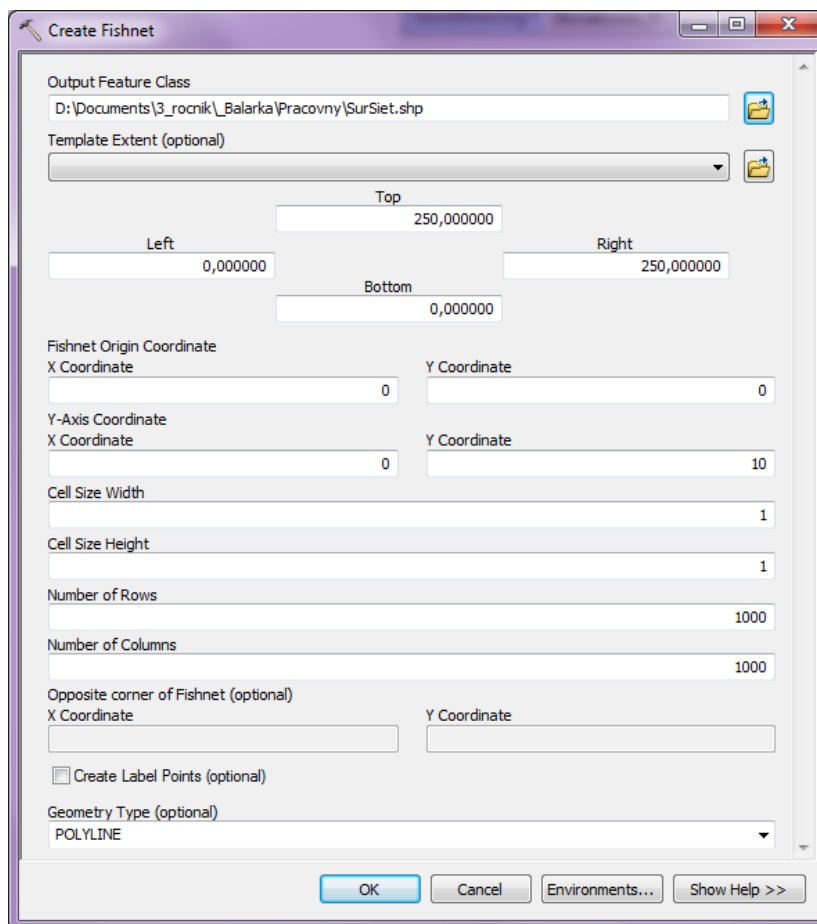 Create Fishnet
Output Feature Class
D:\Documents\3_rocnik\_Balarka\Pracovny\SurSiet.shp
Template Extent (optional)
Top
250,000000
Left
Right
0,000000
250,000000
Bottom
0,000000
Fishnet Origin Coordinate
X Coordinate
Y Coordinate
0
0
Y-Axis Coordinate
X Coordinate
Y Coordinate
0
10
Cell Size Width
1
Cell Size Height
1
Number of Rows
1000
Number of Columns
1000
Opposite corner of Fishnet (optional)
X Coordinate
Y Coordinate
Create Label Points (optional)
Geometry Type (optional)
POLYLINE
OK
Cancel
Environments...
Show Help >>